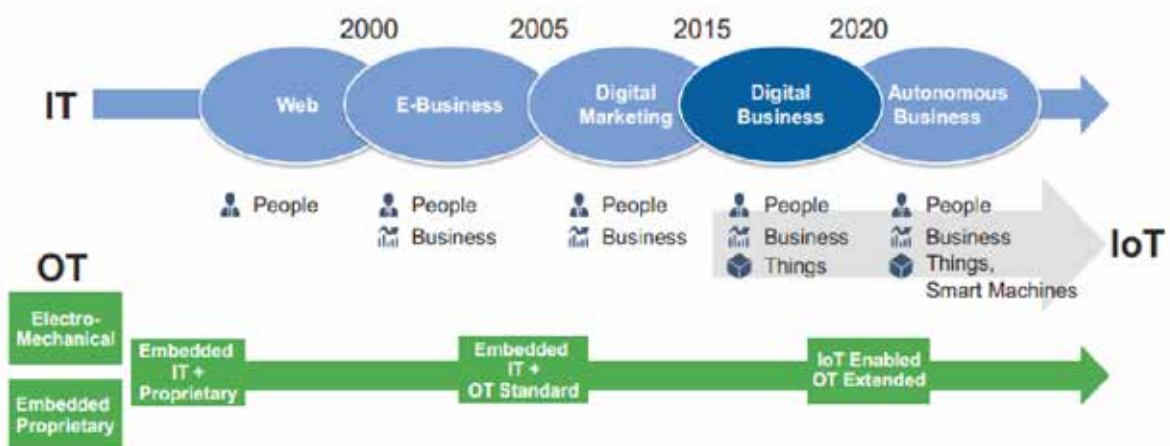 2000 2005 2015 2020
IT
Web
E-Business
Digital
Marketing
Digital
Business
Autonomous
Business
People
People
Business
People
Business
People
Business
Things
People
Business
Things,
Smart Machines
IoT
OT
Electro-
Mechanical
Embedded
Proprietary
Embedded
IT +
Proprietary
Embedded
IT +
OT Standard
IoT Enabled
OT Extended